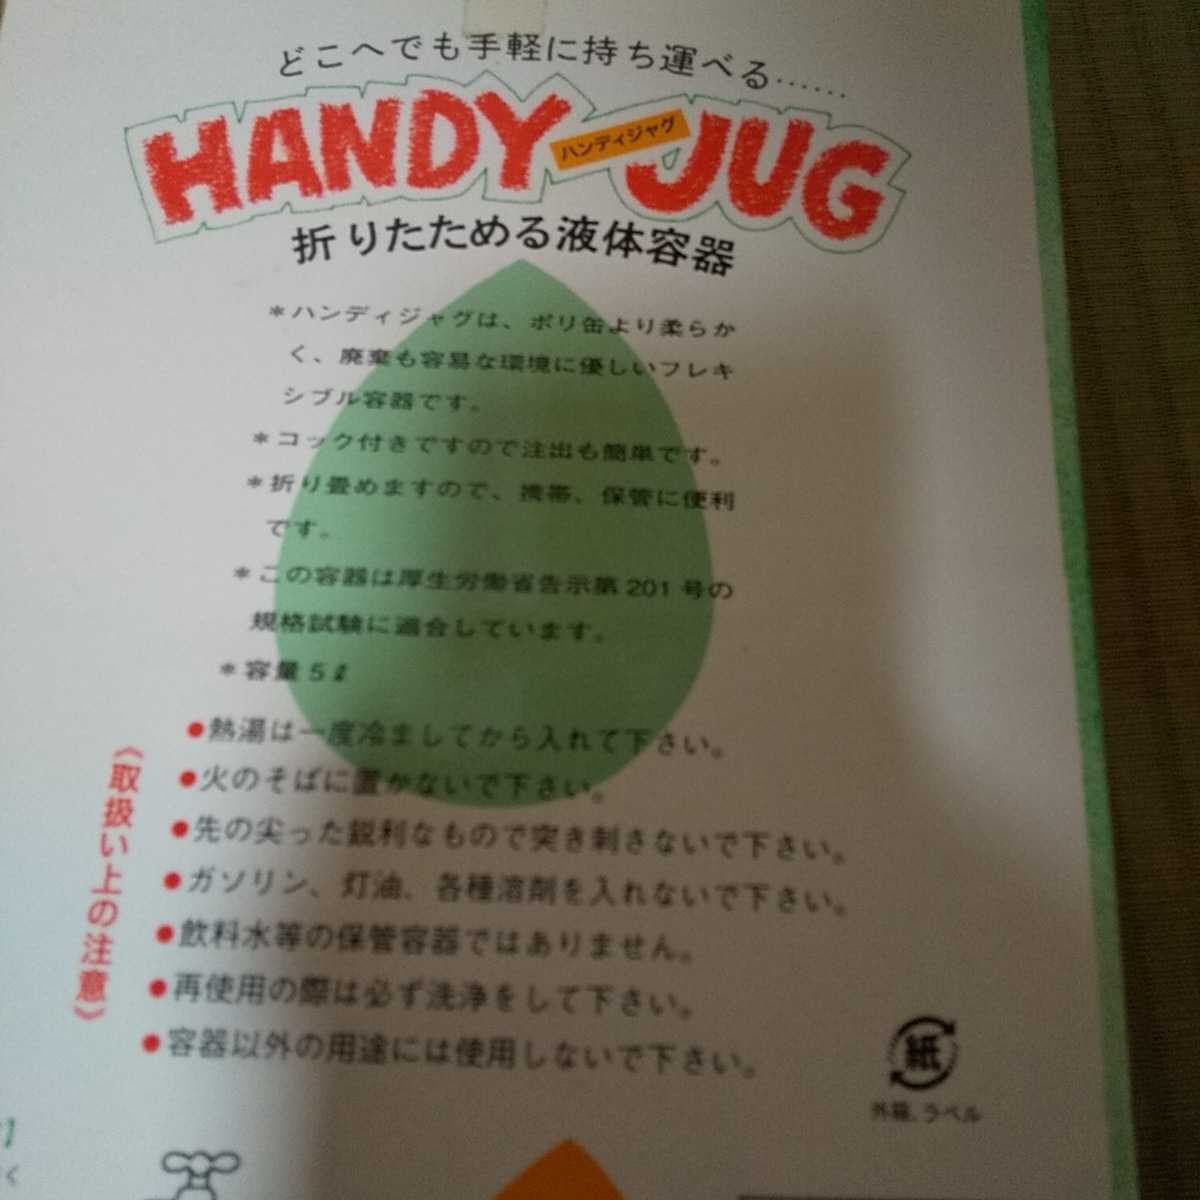 どこへでも手軽に持ち運べる……
HANDY JUG
ハンディジャグ
折りたためる液体容器
*ハンディジャグは、ポリ缶より柔らか
く、廃棄も容易な環境に優しいフレキ
シブル容器です。
*コック付きですので注出も簡単です。
*折り畳めますので、携帯、保管に便利
です。
*この容器は厚生労働省告示第201号の
規格試験に適合しています。
*容量5ℓ
《取扱い上の注意》
●熱湯は一度冷ましてから入れて下さい。
●火のそばに置かないで下さい。
●先の尖った鋭利なもので突き刺さないで下さい。
●ガソリン、灯油、各種溶剤を入れないで下さい。
●飲料水等の保管容器ではありません。
●再使用の際は必ず洗浄をして下さい。
●容器以外の用途には使用しないで下さい。
紙
外箱、ラベル
く